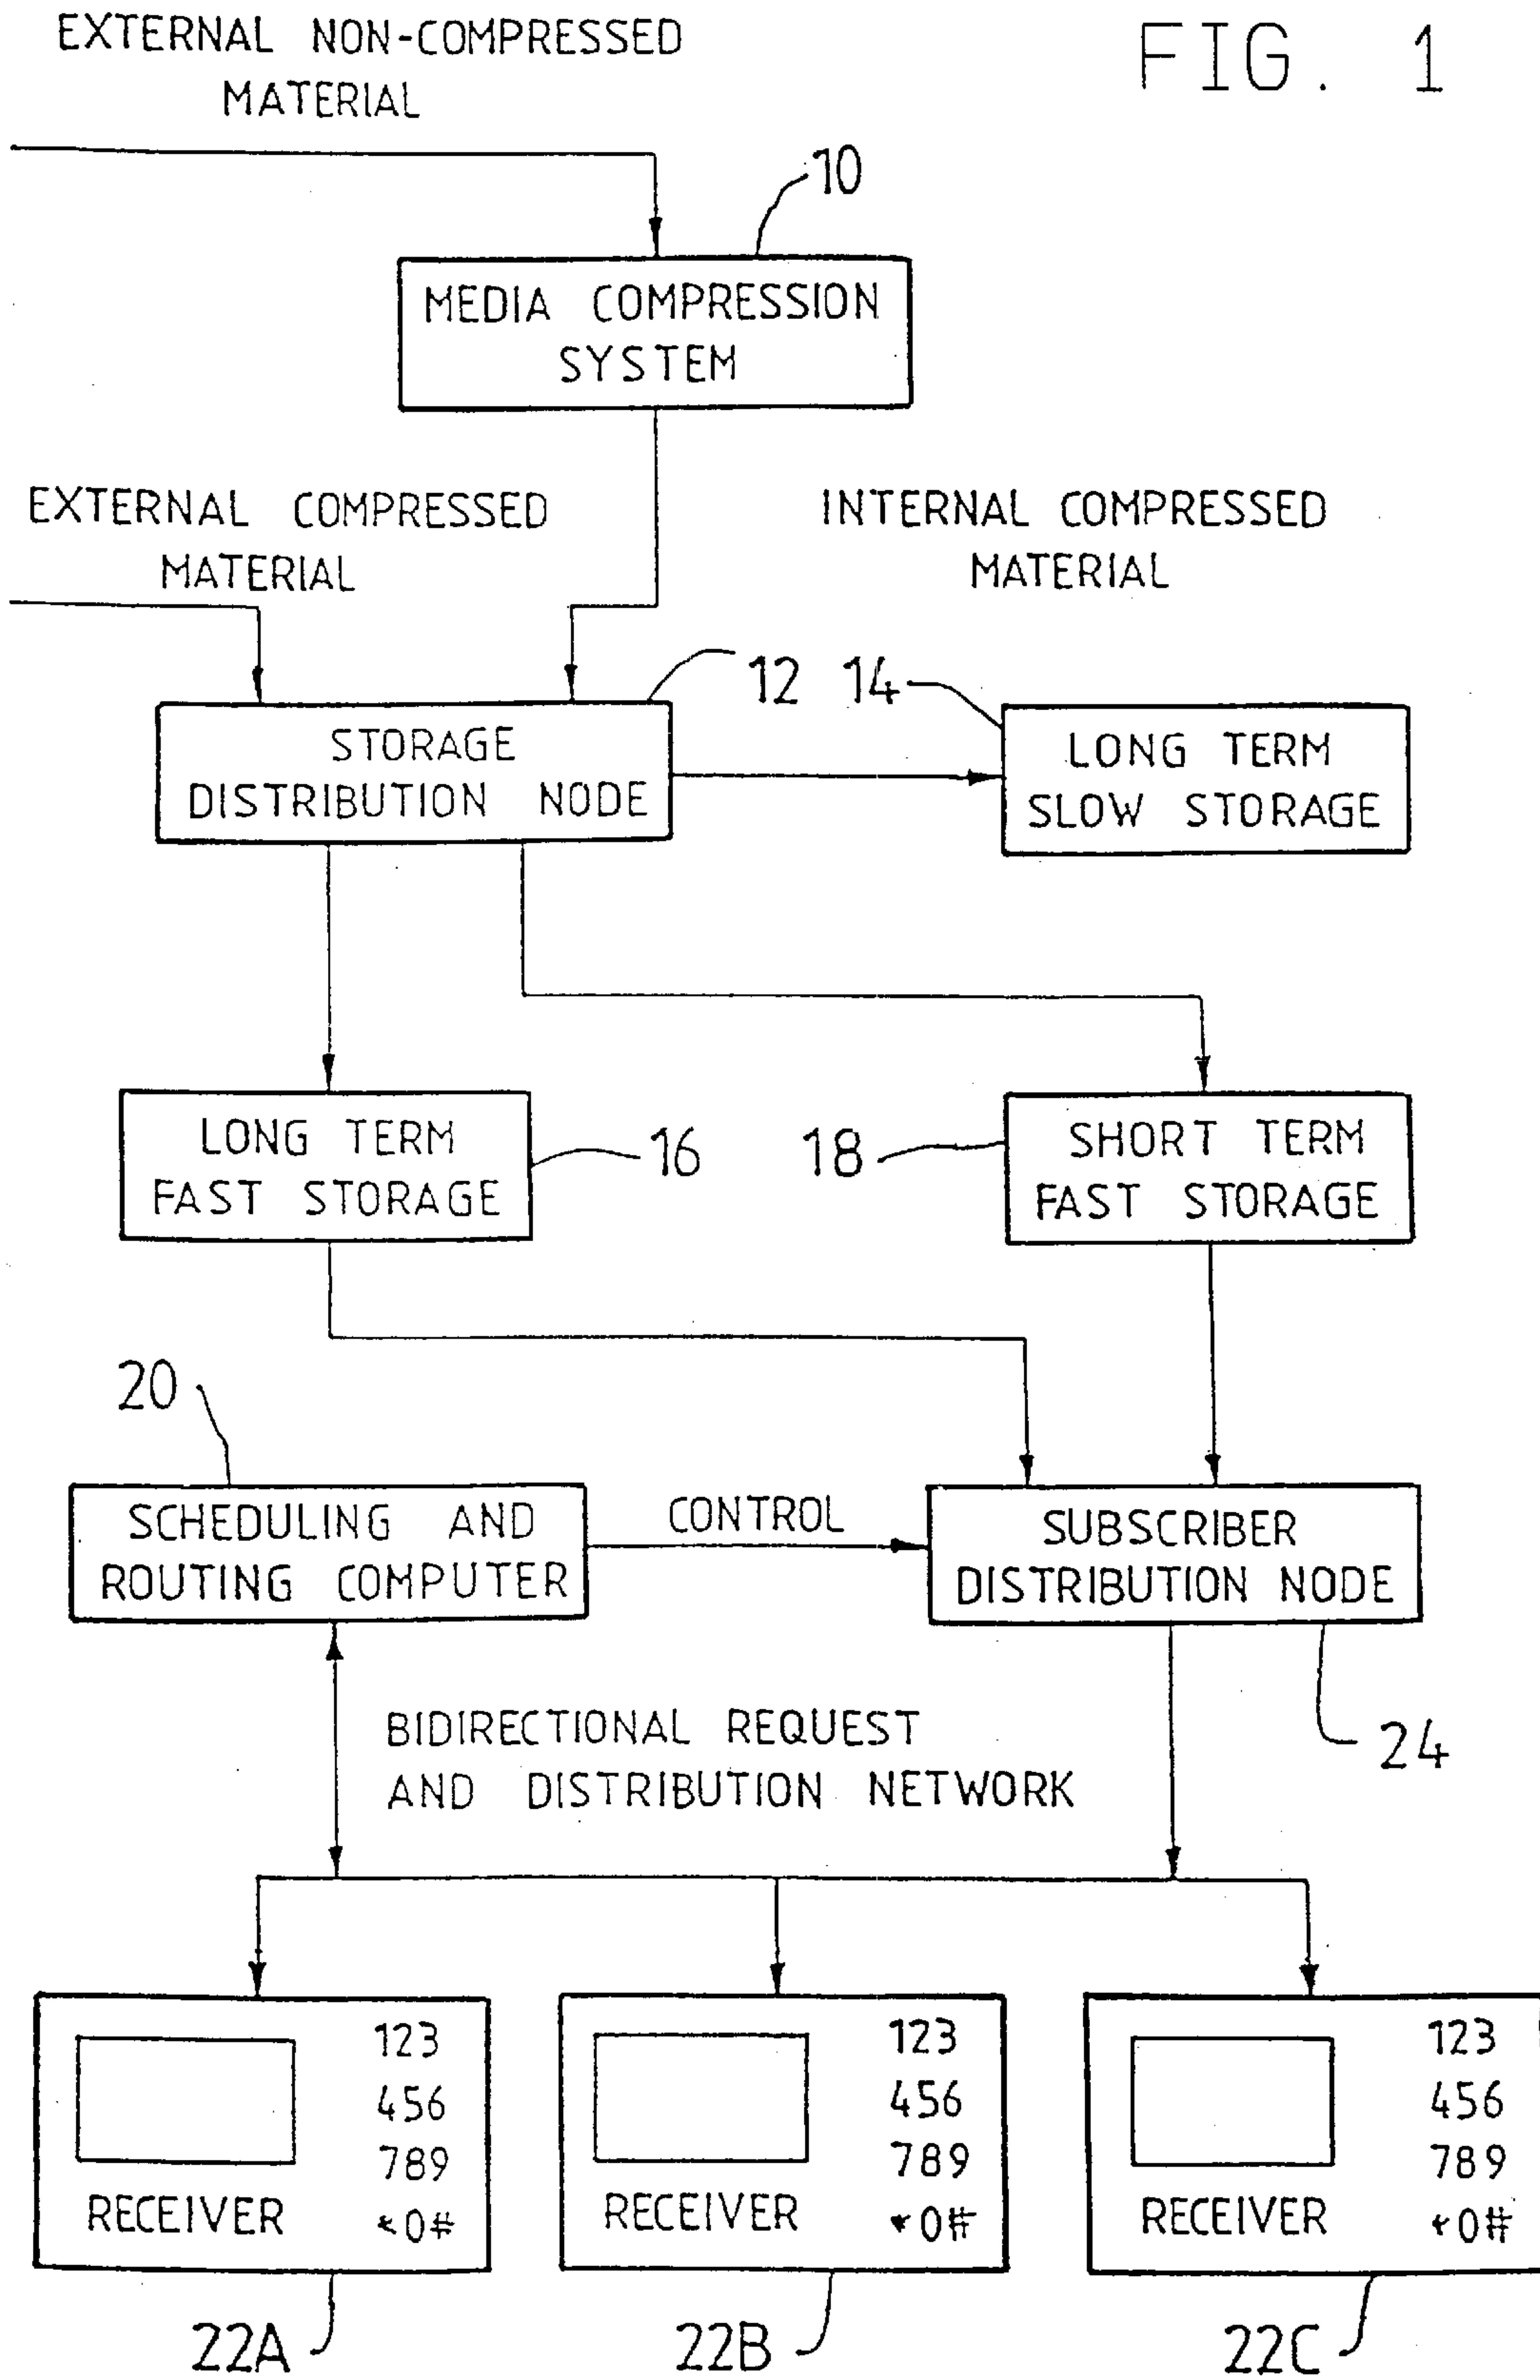 EXTERNAL NON-COMPRESSED
MATERIAL
FIG. 1
10
MEDIA COMPRESSION
SYSTEM
EXTERNAL COMPRESSED
MATERIAL
INTERNAL COMPRESSED
MATERIAL
12
14
STORAGE
DISTRIBUTION NODE
LONG TERM
SLOW STORAGE
LONG TERM
FAST STORAGE
16
18
SHORT TERM
FAST STORAGE
20
SCHEDULING AND
ROUTING COMPUTER
CONTROL
SUBSCRIBER
DISTRIBUTION NODE
24
BIDIRECTIONAL REQUEST
AND DISTRIBUTION NETWORK
123
456
789
*0#
RECEIVER
22A
123
456
789
*0#
RECEIVER
22B
123
456
789
*0#
RECEIVER
22C